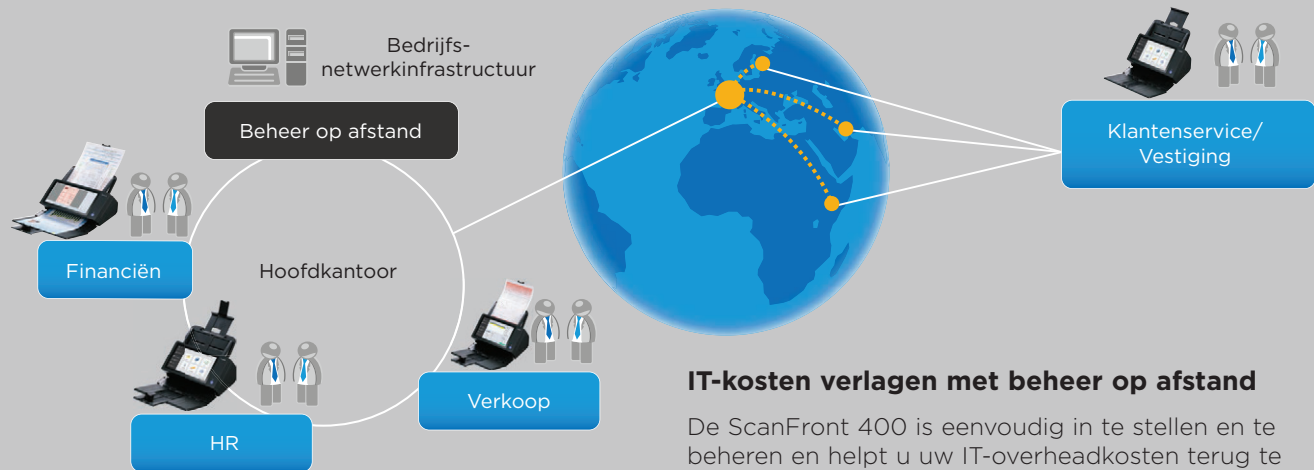 Bedrijfs-
netwerkinfrastructuur
Beheer op afstand
Financiën
Hoofdkantoor
HR
Verkoop
Klantenservice/
Vestiging
IT-kosten verlagen met beheer op afstand
De ScanFront 400 is eenvoudig in te stellen en te
beheren en helpt u uw IT-overheadkosten terug te